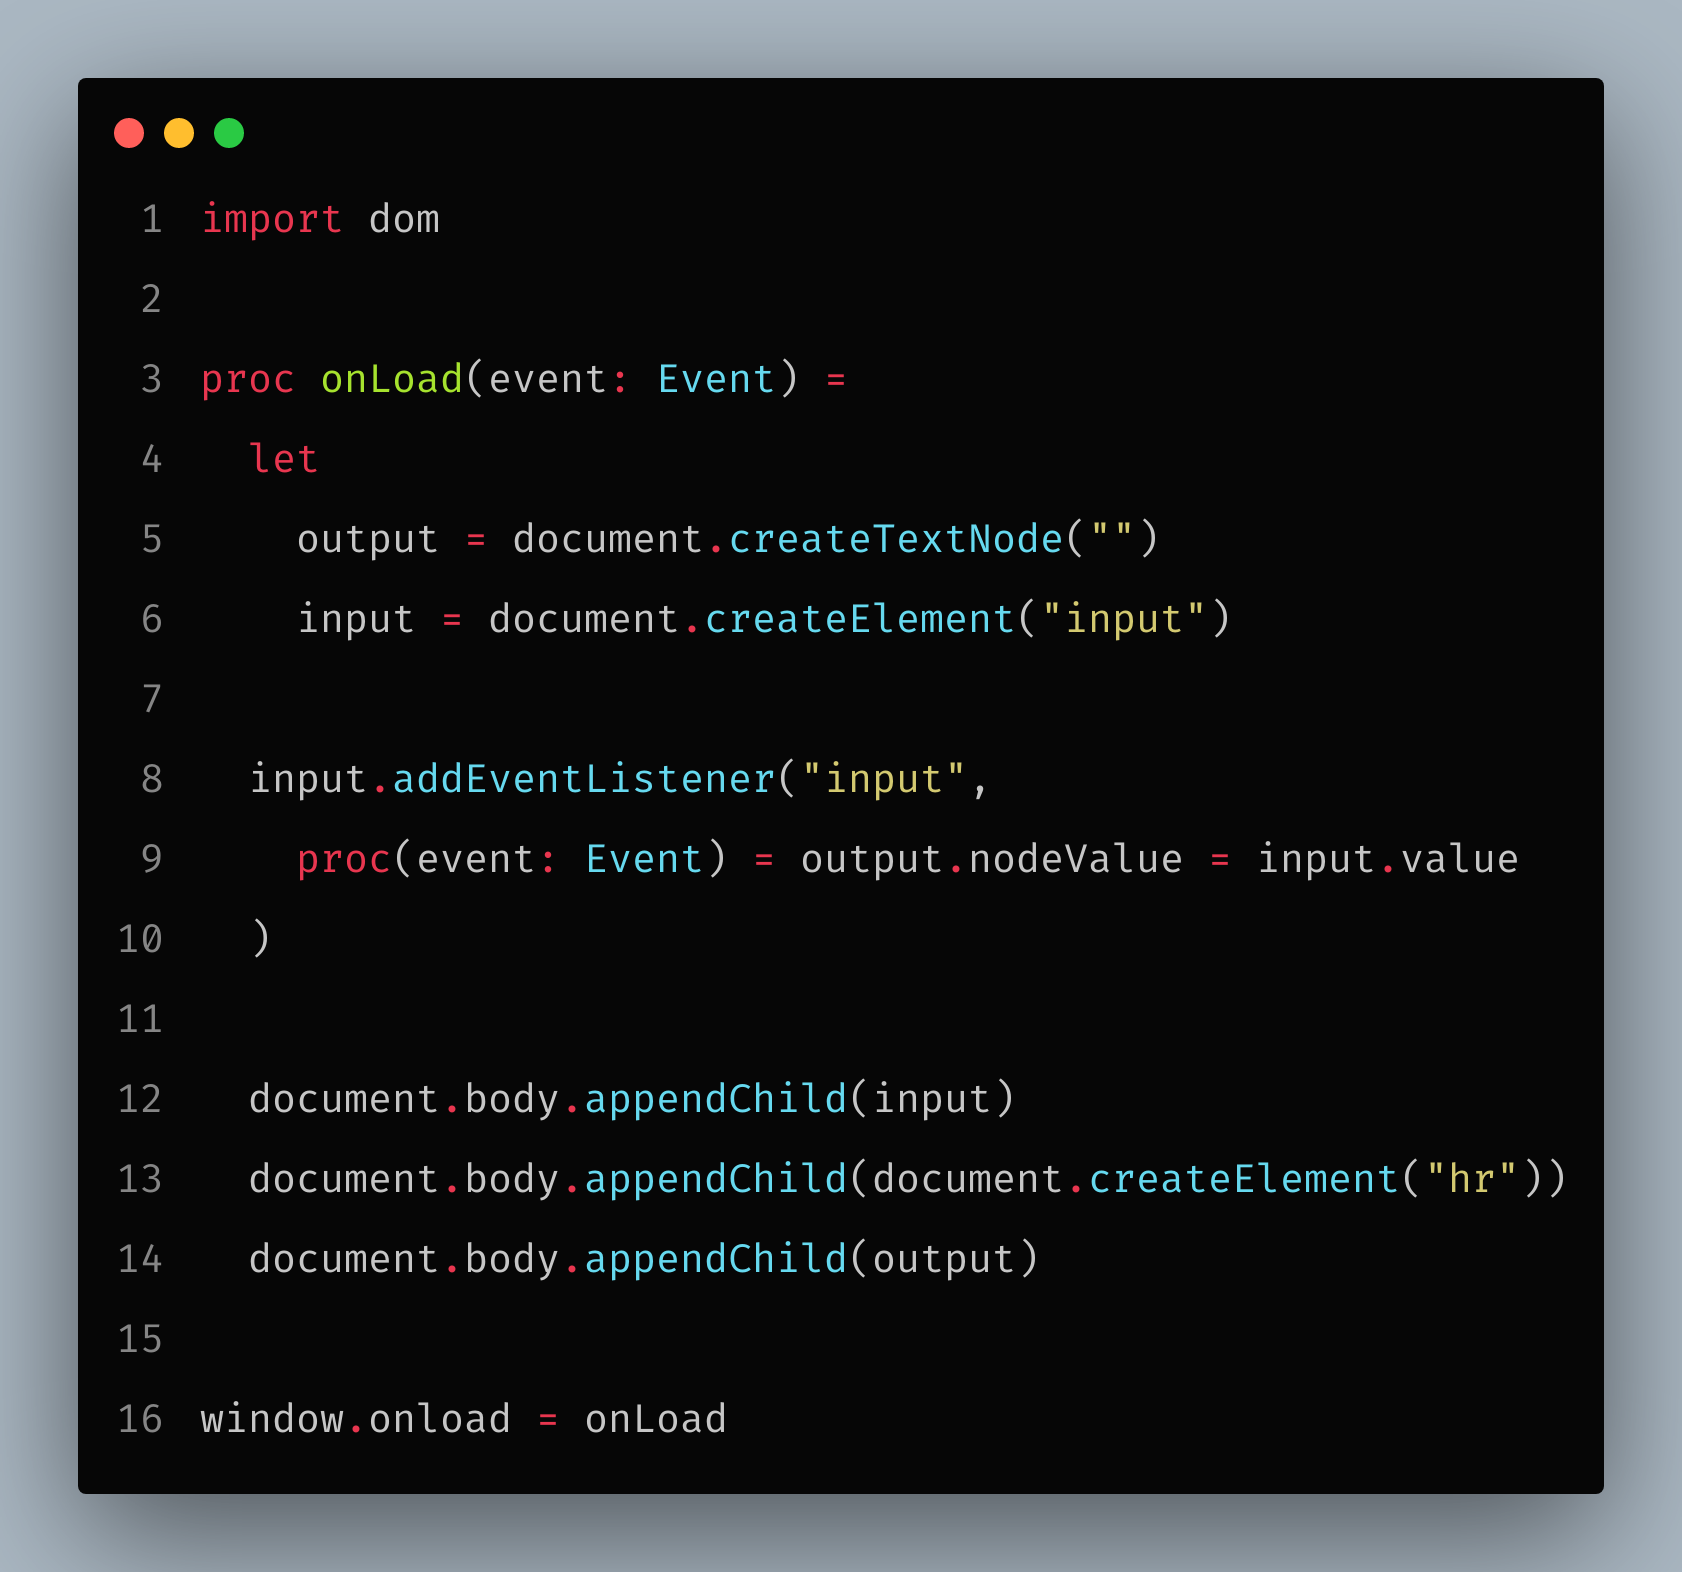 1 import dom
2
3 proc onLoad(event: Event) =
4   let
5     output = document.createTextNode("")
6     input = document.createElement("input")
7
8   input.addEventListener("input",
9     proc(event: Event) = output.nodeValue = input.value
10   )
11
12   document.body.appendChild(input)
13   document.body.appendChild(document.createElement("hr"))
14   document.body.appendChild(output)
15
16 window.onload = onLoad